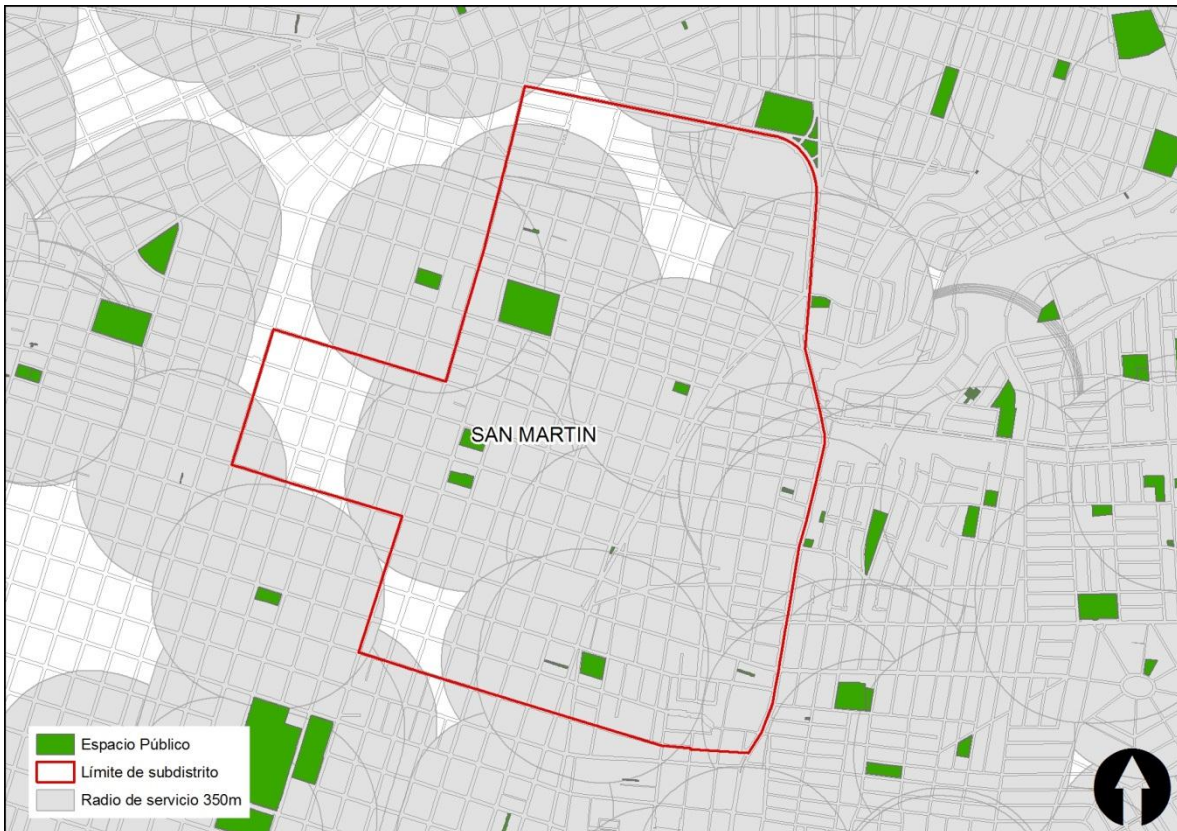 SAN MARTIN
Espacio Público
Límite de subdistrito
Radio de servicio 350m